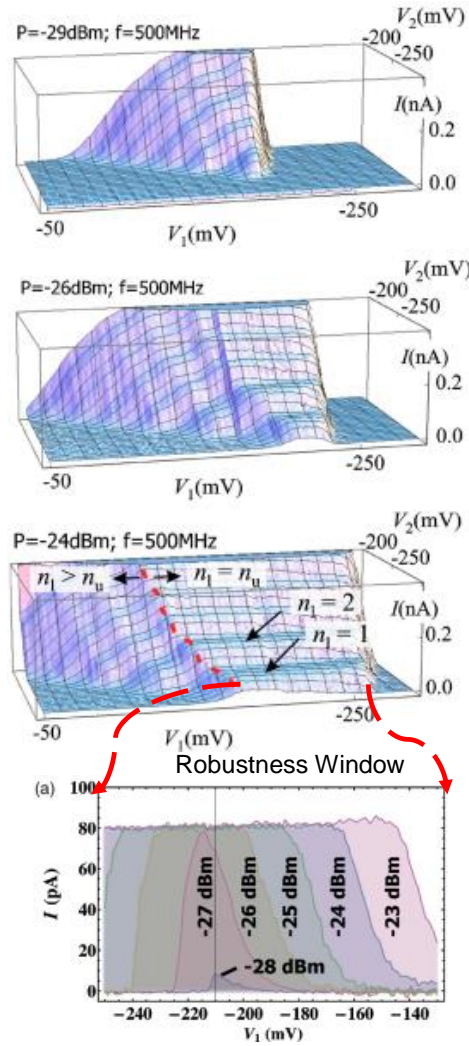 P=-29dBm; f=500MHz
V2(mV)
-200
-250
I(nA)
0.2
0.0
-50
V1(mV)
-250
P=-26dBm; f=500MHz
V2(mV)
-200
-250
I(nA)
0.2
0.0
-50
V1(mV)
-250
P=-24dBm; f=500MHz
V2(mV)
-200
-250
nl > nu
nl = nu
I(nA)
nl = 2
0.2
nl = 1
0.0
-50
V1(mV)
-250
Robustness Window
(a)
100
80
60
40
20
0
I (pA)
-27 dBm
-26 dBm
-25 dBm
-24 dBm
-23 dBm
-28 dBm
−240 −220 −200 −180 −160 −140
V1 (mV)